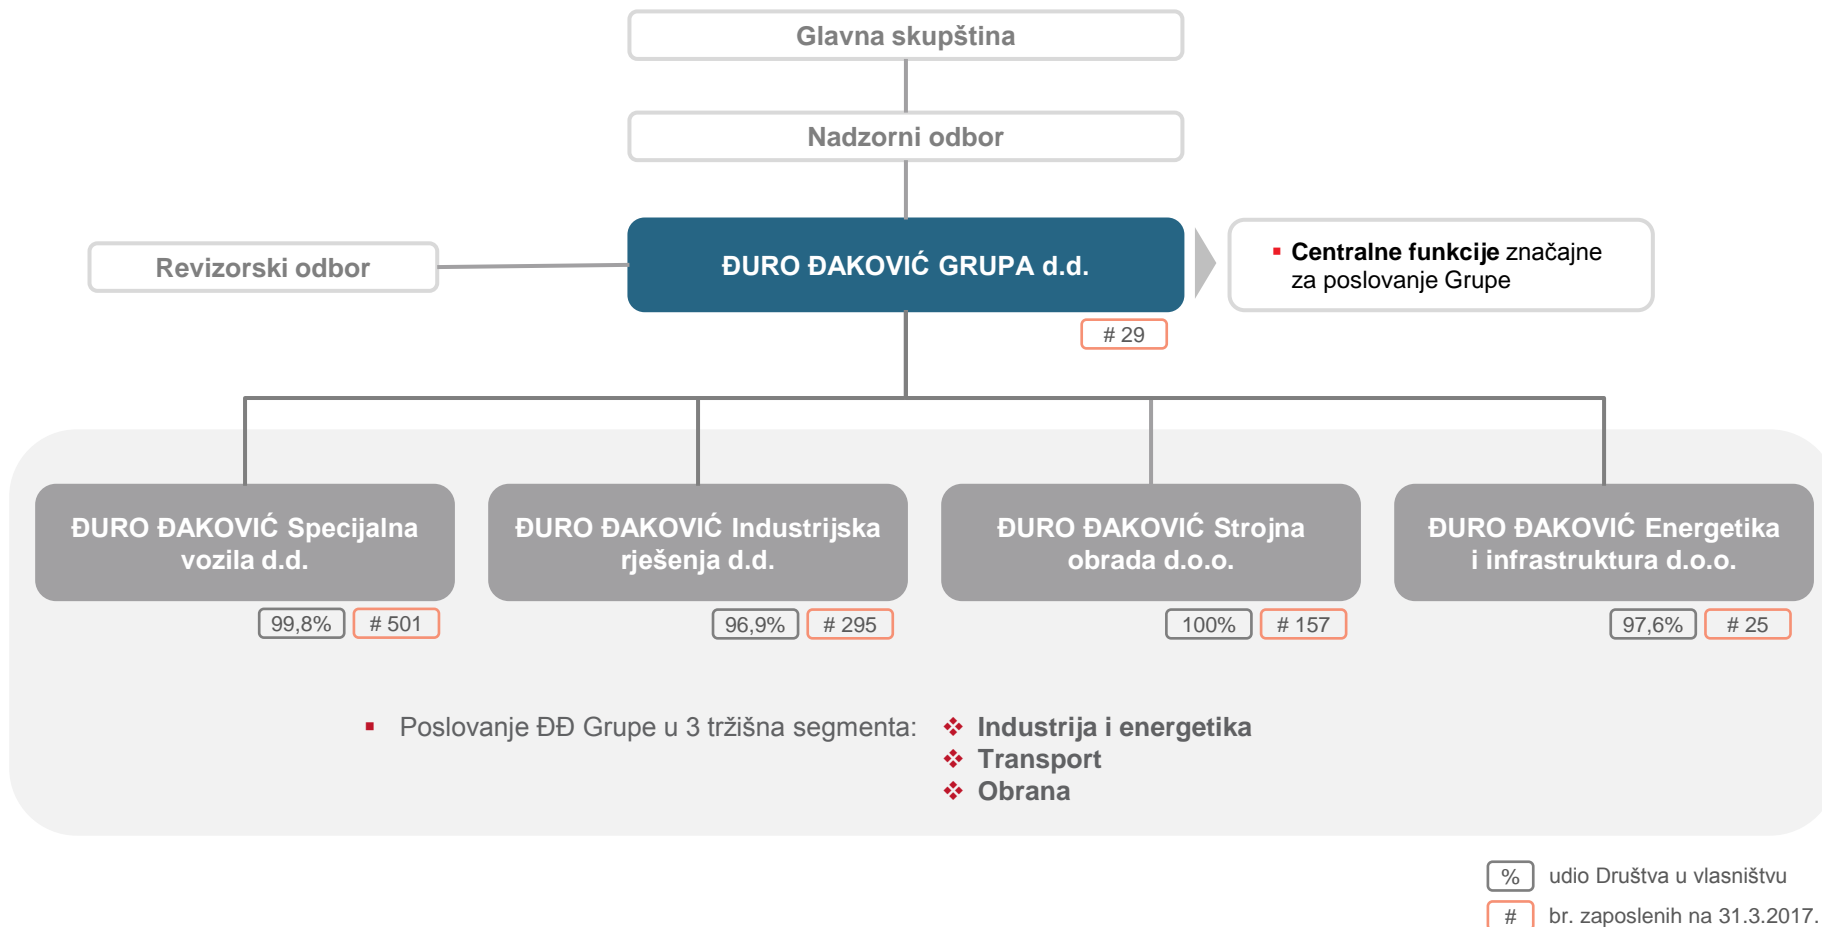 Glavna skupština
Nadzorni odbor
Revizorski odbor
ĐURO ĐAKOVIĆ GRUPA d.d.
▪ Centralne funkcije značajne
za poslovanje Grupe
# 29
ĐURO ĐAKOVIĆ Specijalna
vozila d.d.
99,8% # 501
ĐURO ĐAKOVIĆ Industrijska
rješenja d.d.
96,9% # 295
ĐURO ĐAKOVIĆ Strojna
obrada d.o.o.
100% # 157
ĐURO ĐAKOVIĆ Energetika
i infrastruktura d.o.o.
97,6% # 25
▪ Poslovanje ĐĐ Grupe u 3 tržišna segmenta: ❖ Industrija i energetika
❖ Transport
❖ Obrana
% udio Društva u vlasništvu
# br. zaposlenih na 31.3.2017.